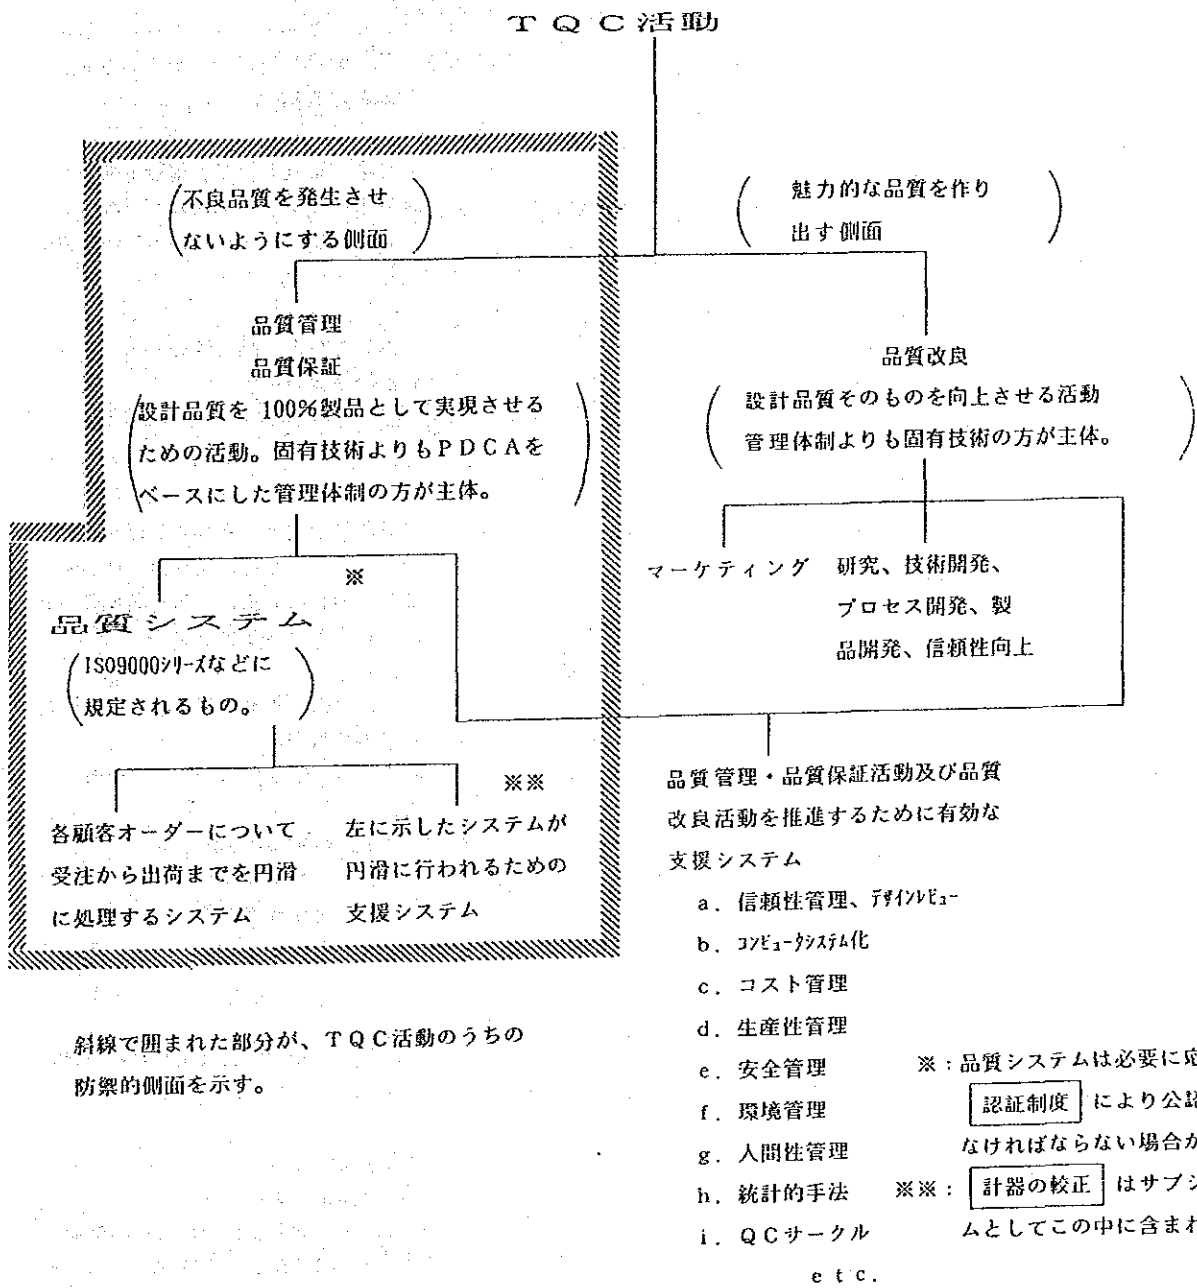 ＴＱＣ活動
(不良品質を発生させ
ないようにする側面)
(魅力的な品質を作り
出す側面)
品質管理
品質保証
(設計品質を 100%製品として実現させる
ための活動。固有技術よりもＰＤＣＡを
ベースにした管理体制の方が主体。)
品質改良
(設計品質そのものを向上させる活動
管理体制よりも固有技術の方が主体。)
※
品質システム
(ISO9000ｼﾘｰｽﾞなどに
規定されるもの。)
マーケティング
研究、技術開発、
プロセス開発、製
品開発、信頼性向上
※※
各顧客オーダーについて
受注から出荷までを円滑
に処理するシステム
左に示したシステムが
円滑に行われるための
支援システム
品質管理・品質保証活動及び品質
改良活動を推進するために有効な
支援システム
a．信頼性管理、ﾃﾞｻﾞｲﾝﾚﾋﾞｭｰ
b．ｺﾝﾋﾟｭｰﾀｼｽﾃﾑ化
c．コスト管理
d．生産性管理
e．安全管理
f．環境管理
g．人間性管理
h．統計的手法
i．ＱＣサークル
etc.
斜線で囲まれた部分が、ＴＱＣ活動のうちの
防禦的側面を示す。
※：品質システムは必要に応
認証制度 により公認
なければならない場合か
※※： 計器の較正 はサブシ
ムとしてこの中に含まれ